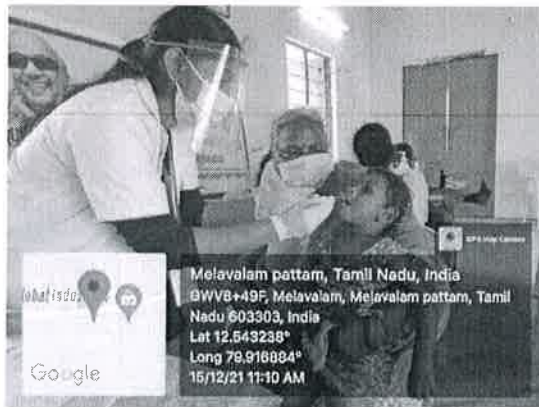 GPS Map Camera
Melavalam pattam, Tamil Nadu, India
GWV8+49F, Melavalam, Melavalam pattam, Tamil
Nadu 603303, India
Lat 12.543238°
Long 79.916884°
15/12/21 11:10 AM
Google